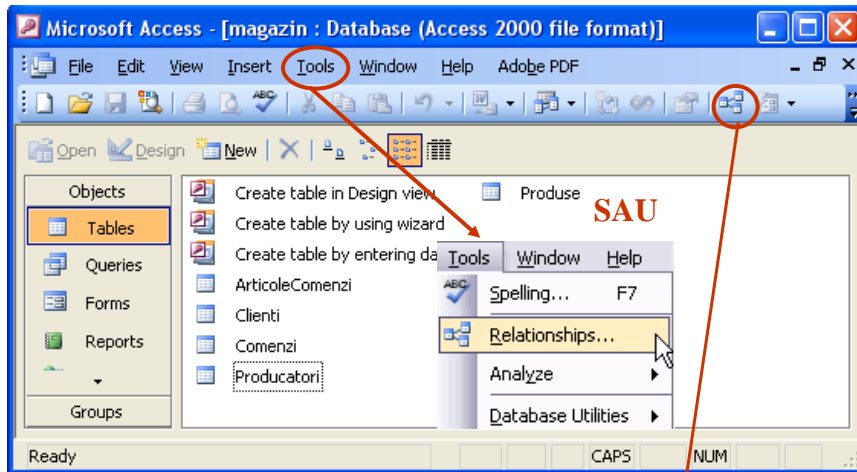 Microsoft Access - [magazin : Database (Access 2000 file format)]
File Edit View Insert Tools Window Help Adobe PDF
Open Design New
Objects
Tables
Queries
Forms
Reports
Groups
Create table in Design view
Create table by using wizard
Create table by entering da
ArticoleComenzi
Clienti
Comenzi
Producatori
Produse
SAU
Tools Window Help
Spelling... F7
Relationships...
Analyze
Database Utilities
Ready CAPS NUM